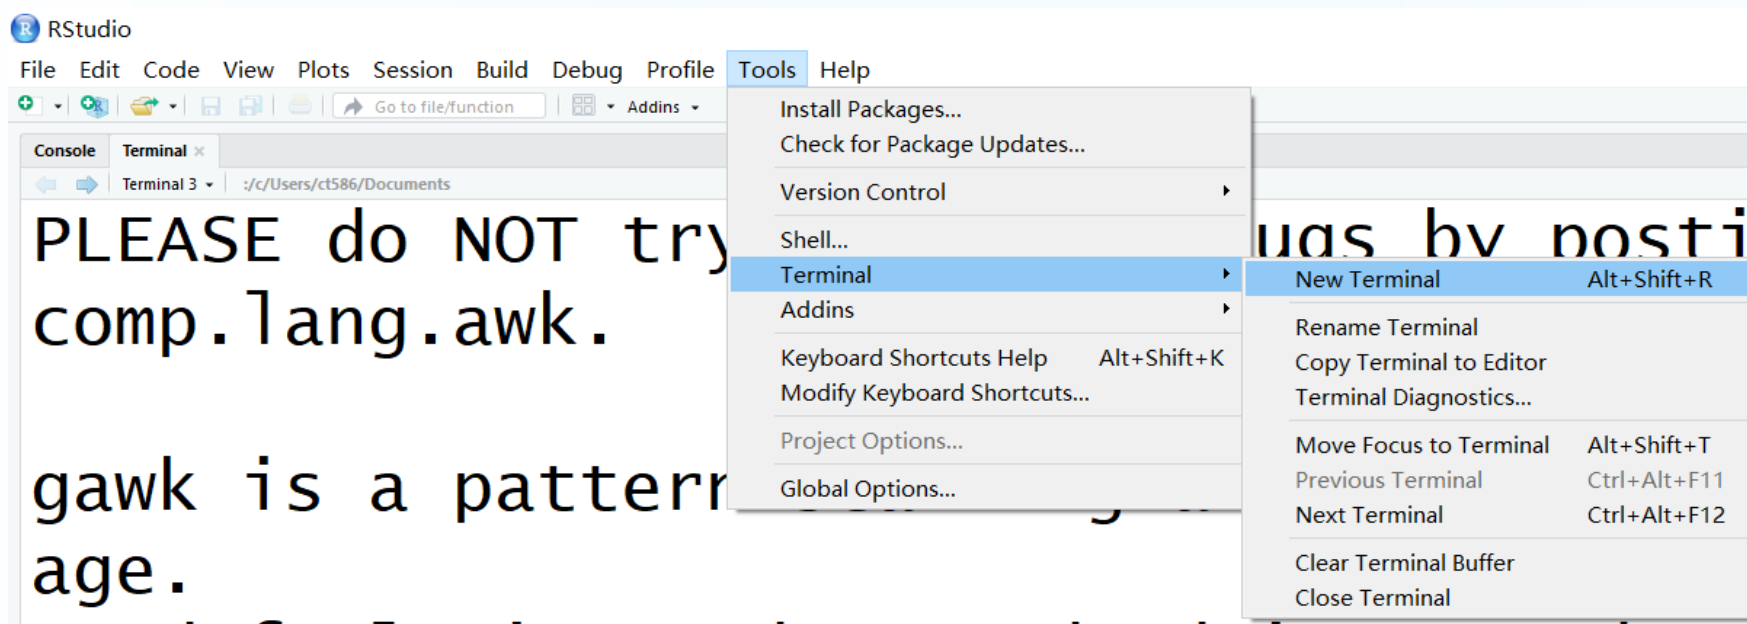 RStudio
File Edit Code View Plots Session Build Debug Profile Tools Help
Go to file/function Addins
Install Packages...
Check for Package Updates...
Version Control
Shell...
Terminal
Addins
Keyboard Shortcuts Help Alt+Shift+K
Modify Keyboard Shortcuts...
Project Options...
Global Options...
New Terminal Alt+Shift+R
Rename Terminal
Copy Terminal to Editor
Terminal Diagnostics...
Move Focus to Terminal Alt+Shift+T
Previous Terminal Ctrl+Alt+F11
Next Terminal Ctrl+Alt+F12
Clear Terminal Buffer
Close Terminal
Console Terminal
Terminal 3 :/c/Users/ct586/Documents
PLEASE do NOT try ugs by posti
comp.lang.awk.
gawk is a pattern
age.